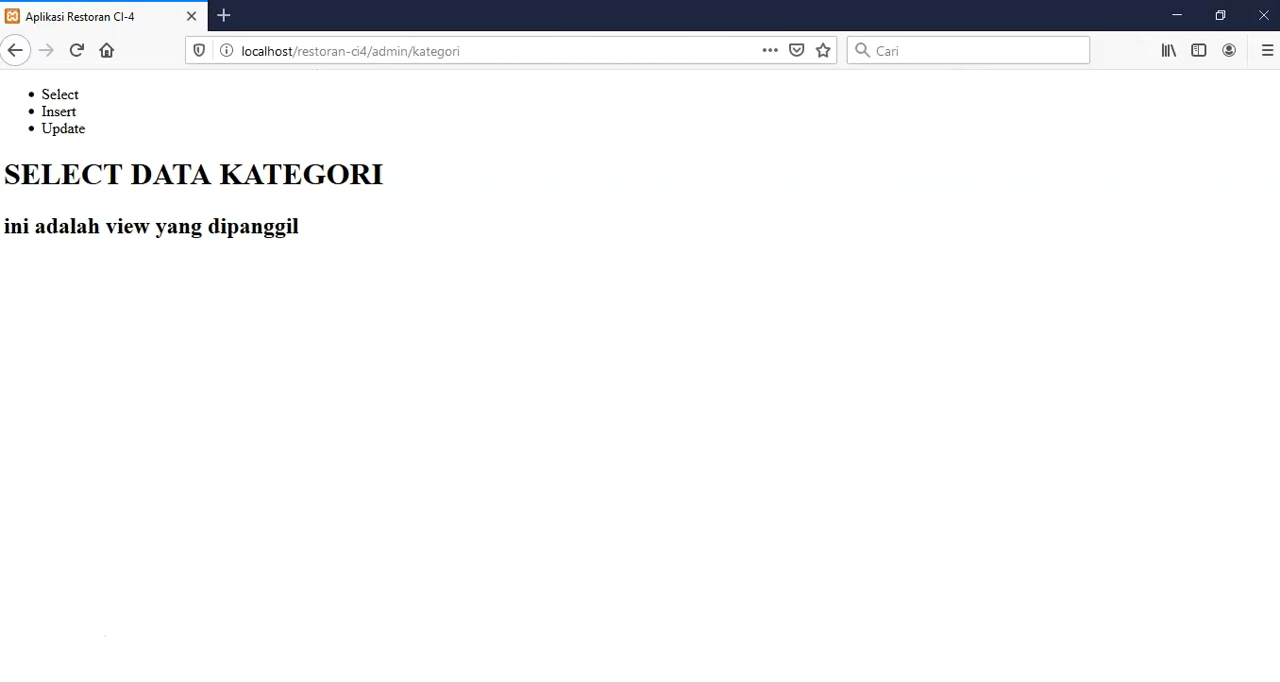 Aplikasi Restoran CI-4
localhost/restoran-ci4/admin/kategori
Cari
Select
Insert
Update
SELECT DATA KATEGORI
ini adalah view yang dipanggil